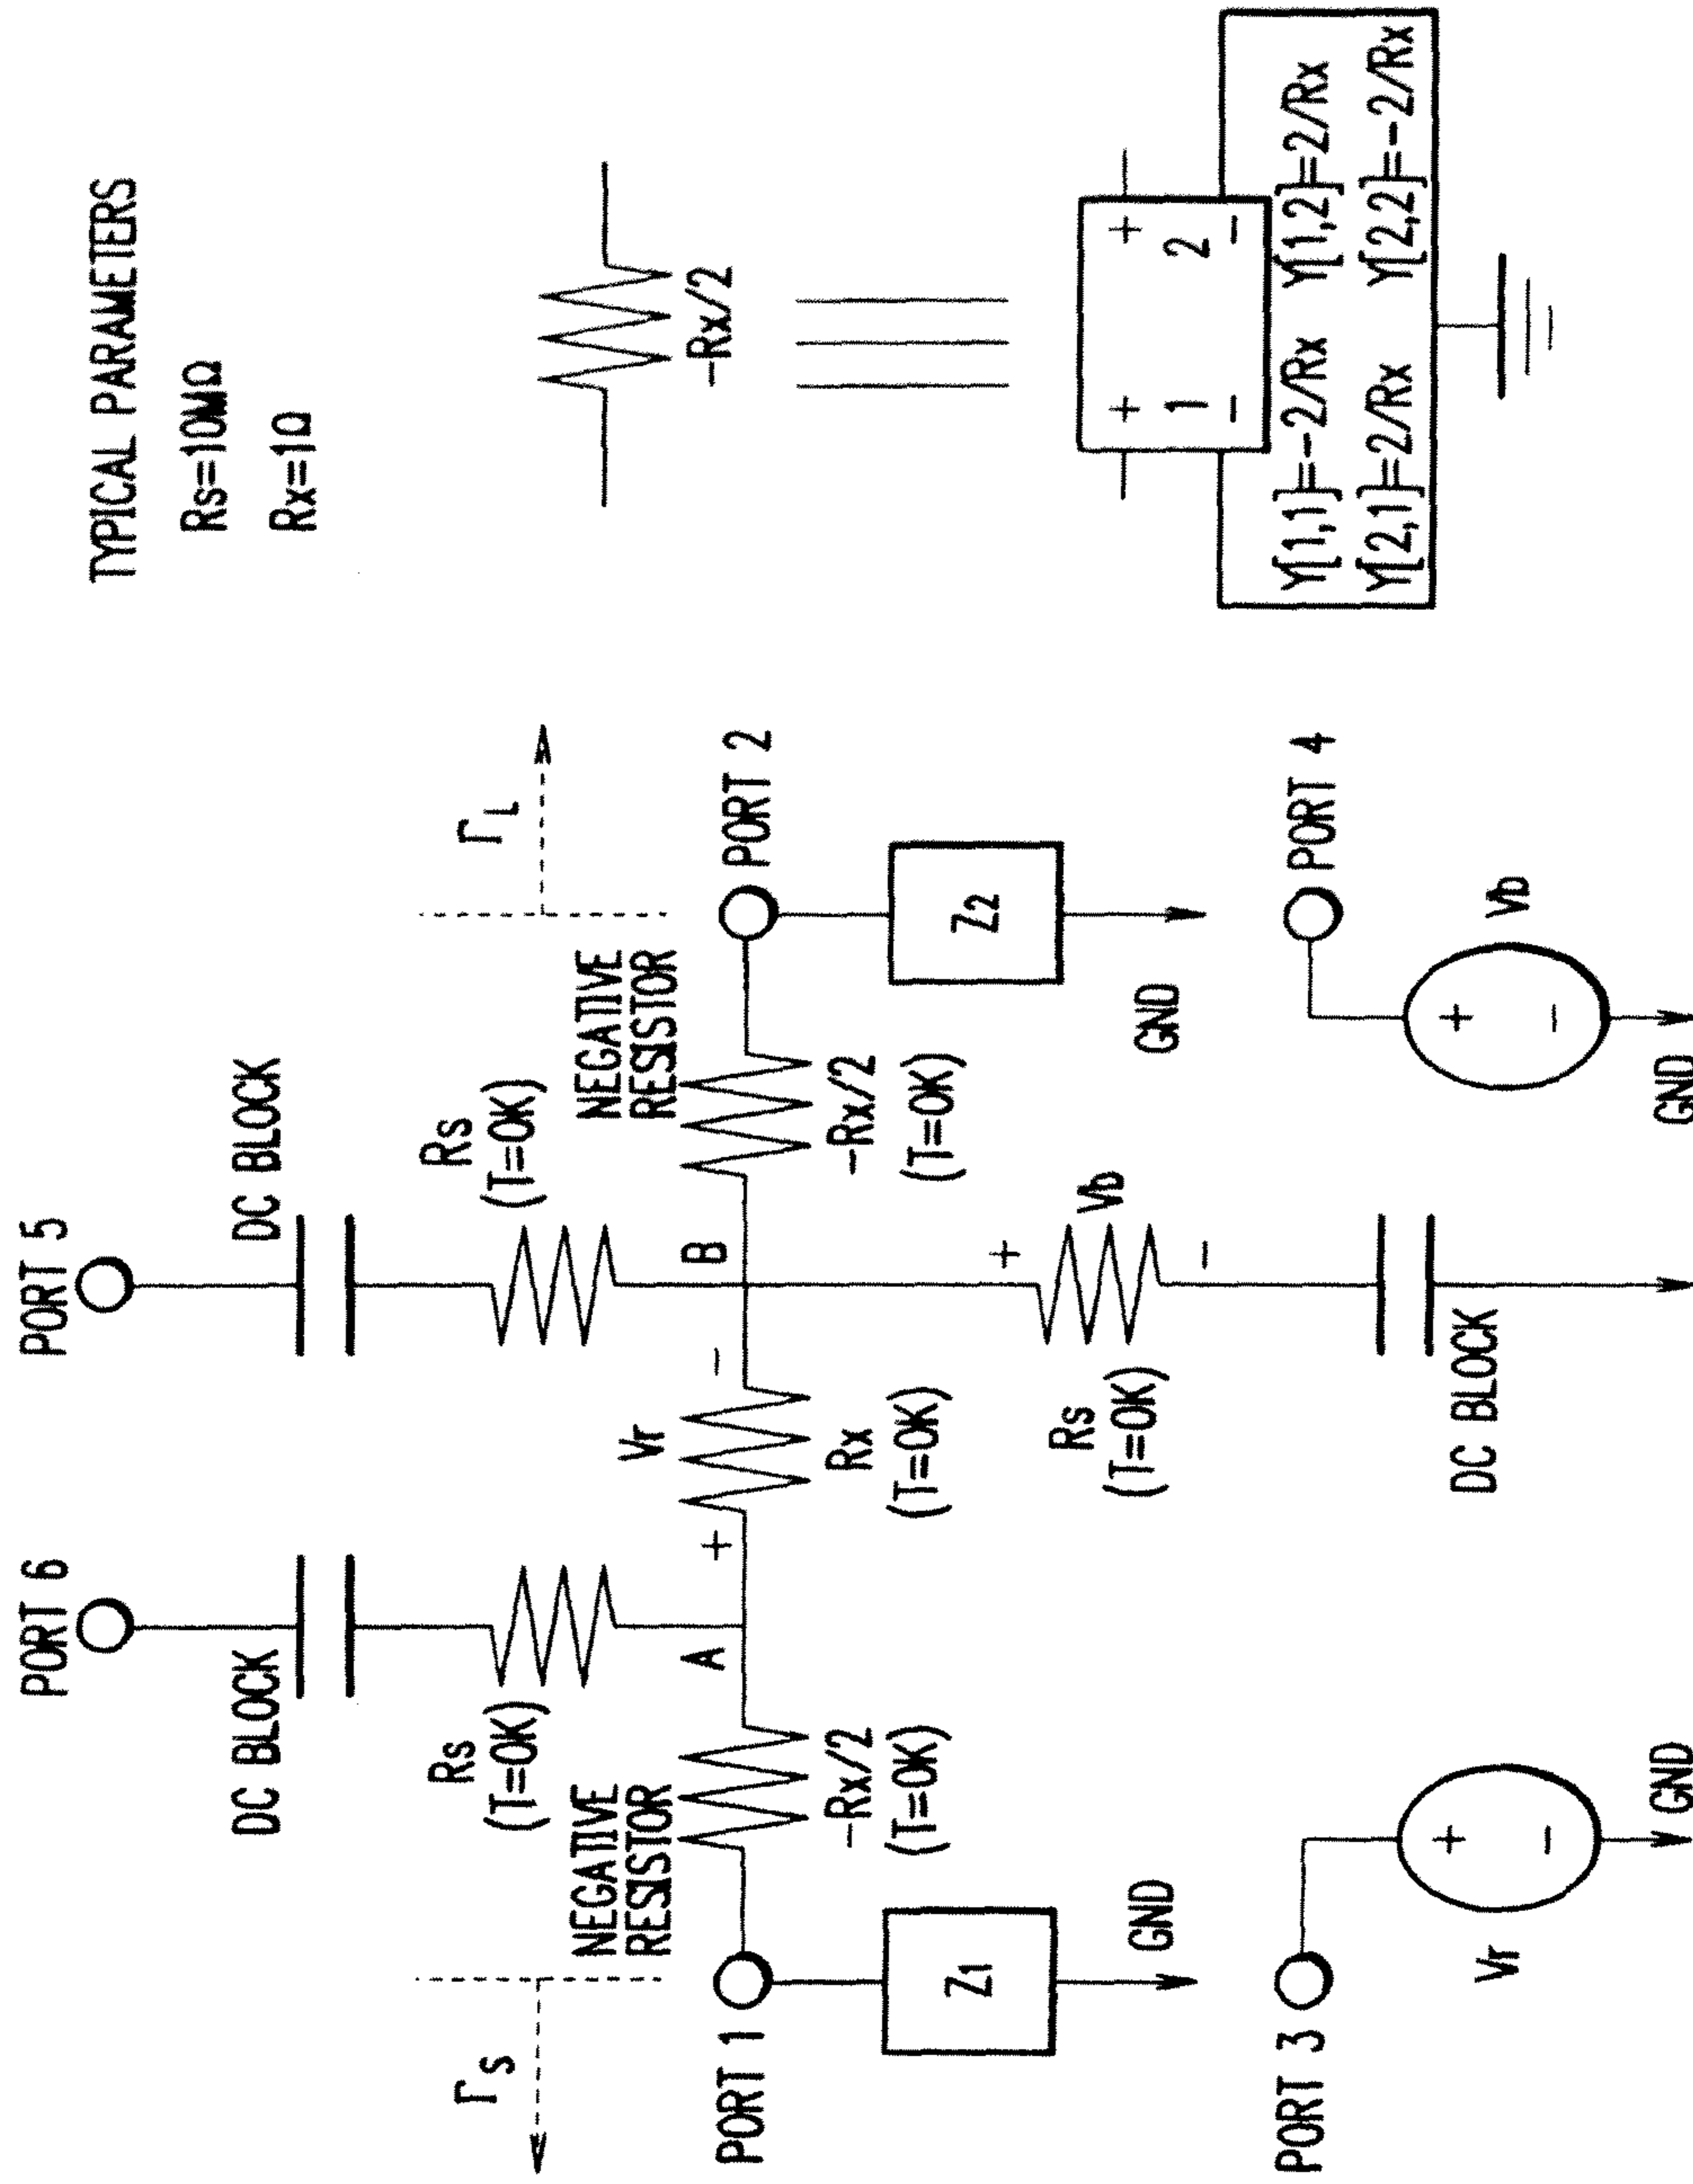 PORT 6
PORT 5
DC BLOCK
DC BLOCK
Rs
(T=0K)
Rs
(T=0K)
ΓS
ΓL
NEGATIVE
RESISTOR
NEGATIVE
RESISTOR
A
+
Vr
−
B
PORT 1
PORT 2
-Rx/2
(T=0K)
Rx
(T=0K)
-Rx/2
(T=0K)
Z1
Z2
+
Vb
−
Rs
(T=0K)
GND
GND
PORT 3
PORT 4
DC BLOCK
Vr
+
−
+
−
Vb
GND
GND
TYPICAL PARAMETERS
Rs=10MΩ
Rx=1Ω
-Rx/2
+ +
1 2
− −
Y[1,1]=-2/Rx Y[1,2]=2/Rx
Y[2,1]=2/Rx Y[2,2]=-2/Rx